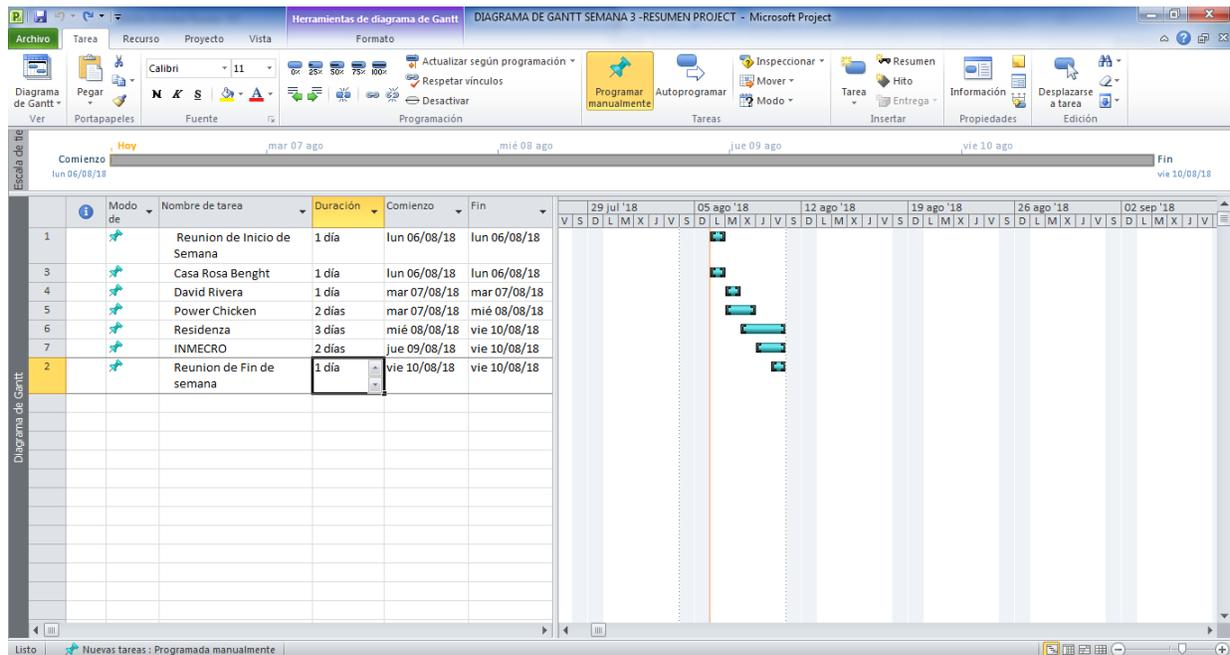 Herramientas de diagrama de Gantt
DIAGRAMA DE GANTT SEMANA 3 -RESUMEN PROJECT - Microsoft Project
Archivo Tarea Recurso Proyecto Vista Formato
Diagrama de Gantt
Pegar
Calibri 11
N K S A
0% 25% 50% 75% 100%
Actualizar según programación
Respetar vínculos
Desactivar
Programar manualmente
Autoprogramar
Inspeccionar
Mover
Modo
Tarea
Resumen
Hito
Entrega
Información
Desplazarse a tarea
Ver Portapapeles Fuente Programación Tareas Insertar Propiedades Edición
Escala de tie
Hoy mar 07 ago mié 08 ago jue 09 ago vie 10 ago
Comienzo Fin
lun 06/08/18 vie 10/08/18
Modo de Nombre de tarea Duración Comienzo Fin
29 jul '18 05 ago '18 12 ago '18 19 ago '18 26 ago '18 02 sep '18
V S D L M X J V S D L M X J V S D L M X J V S D L M X J V S D L M X J V S D L M X J V
1 Reunion de Inicio de Semana 1 día lun 06/08/18 lun 06/08/18
3 Casa Rosa Benght 1 día lun 06/08/18 lun 06/08/18
4 David Rivera 1 día mar 07/08/18 mar 07/08/18
5 Power Chicken 2 días mar 07/08/18 mié 08/08/18
6 Residenza 3 días mié 08/08/18 vie 10/08/18
7 INMECRO 2 días jue 09/08/18 vie 10/08/18
2 Reunion de Fin de semana 1 día vie 10/08/18 vie 10/08/18
Diagrama de Gantt
Listo Nuevas tareas : Programada manualmente